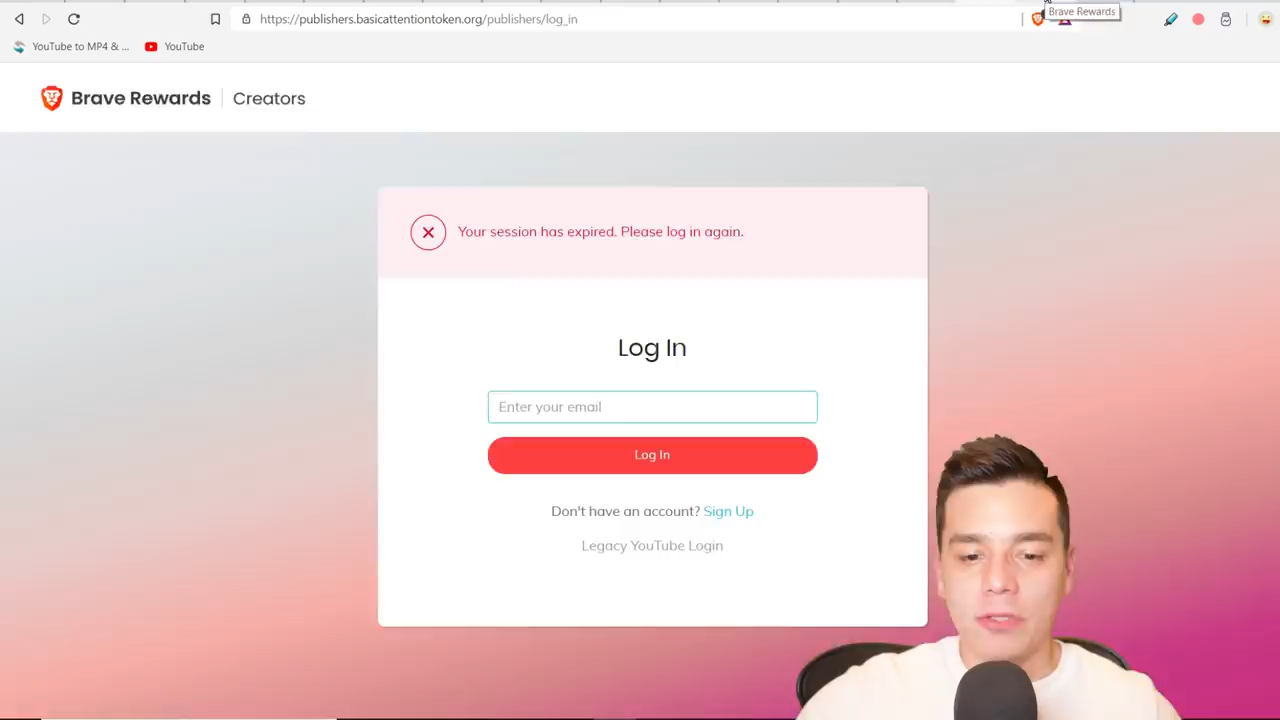 https://publishers.basicattentiontoken.org/publishers/log_in
Brave Rewards
YouTube to MP4 & ...
YouTube
Brave Rewards
Creators
Your session has expired. Please log in again.
Log In
Enter your email
Log In
Don't have an account? Sign Up
Legacy YouTube Login